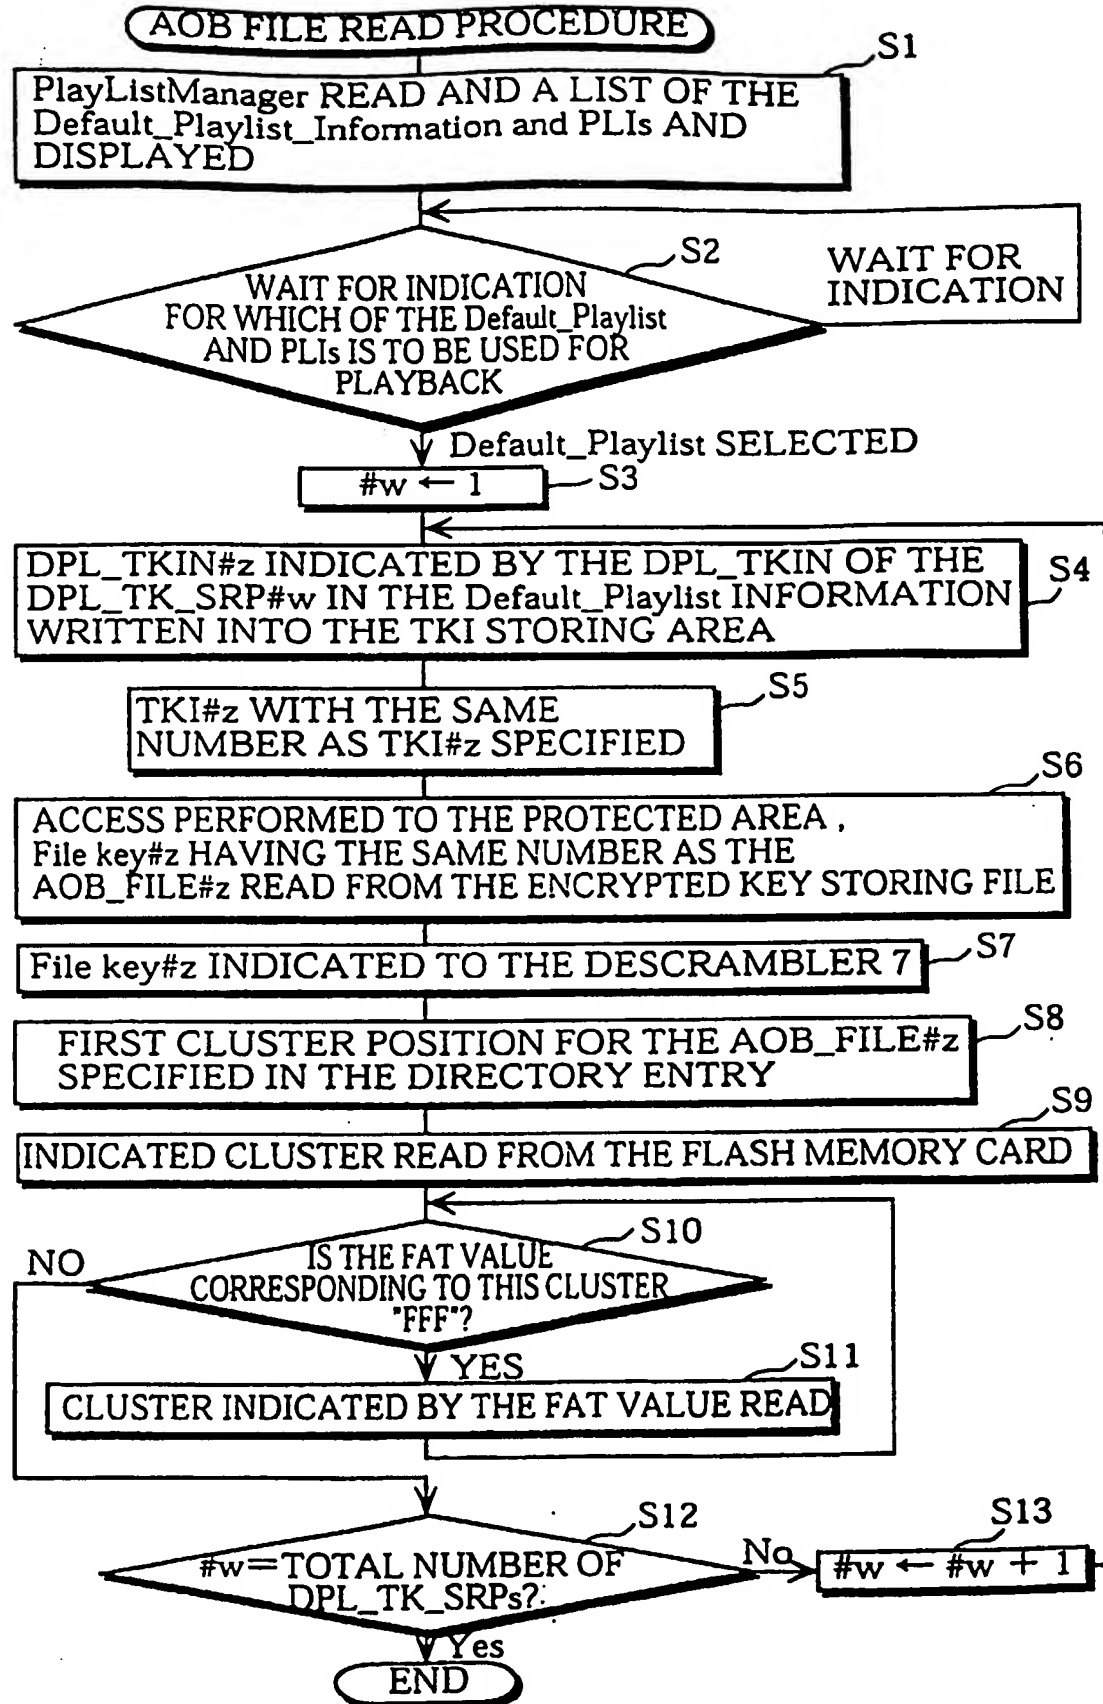 AOB FILE READ PROCEDURE
S1
PlayListManager READ AND A LIST OF THE
Default_Playlist_Information and PLIs AND
DISPLAYED
S2
WAIT FOR INDICATION
FOR WHICH OF THE Default_Playlist
AND PLIs IS TO BE USED FOR
PLAYBACK
WAIT FOR
INDICATION
Default_Playlist SELECTED
#w ← 1
S3
DPL_TKIN#z INDICATED BY THE DPL_TKIN OF THE
DPL_TK_SRP#w IN THE Default_Playlist INFORMATION
WRITTEN INTO THE TKI STORING AREA
S4
S5
TKI#z WITH THE SAME
NUMBER AS TKI#z SPECIFIED
S6
ACCESS PERFORMED TO THE PROTECTED AREA ,
File key#z HAVING THE SAME NUMBER AS THE
AOB_FILE#z READ FROM THE ENCRYPTED KEY STORING FILE
S7
File key#z INDICATED TO THE DESCRAMBLER 7
S8
FIRST CLUSTER POSITION FOR THE AOB_FILE#z
SPECIFIED IN THE DIRECTORY ENTRY
S9
INDICATED CLUSTER READ FROM THE FLASH MEMORY CARD
S10
NO
IS THE FAT VALUE
CORRESPONDING TO THIS CLUSTER
"FFF"?
YES
S11
CLUSTER INDICATED BY THE FAT VALUE READ
S12
#w=TOTAL NUMBER OF
DPL_TK_SRPs?
No
S13
#w ← #w + 1
Yes
END